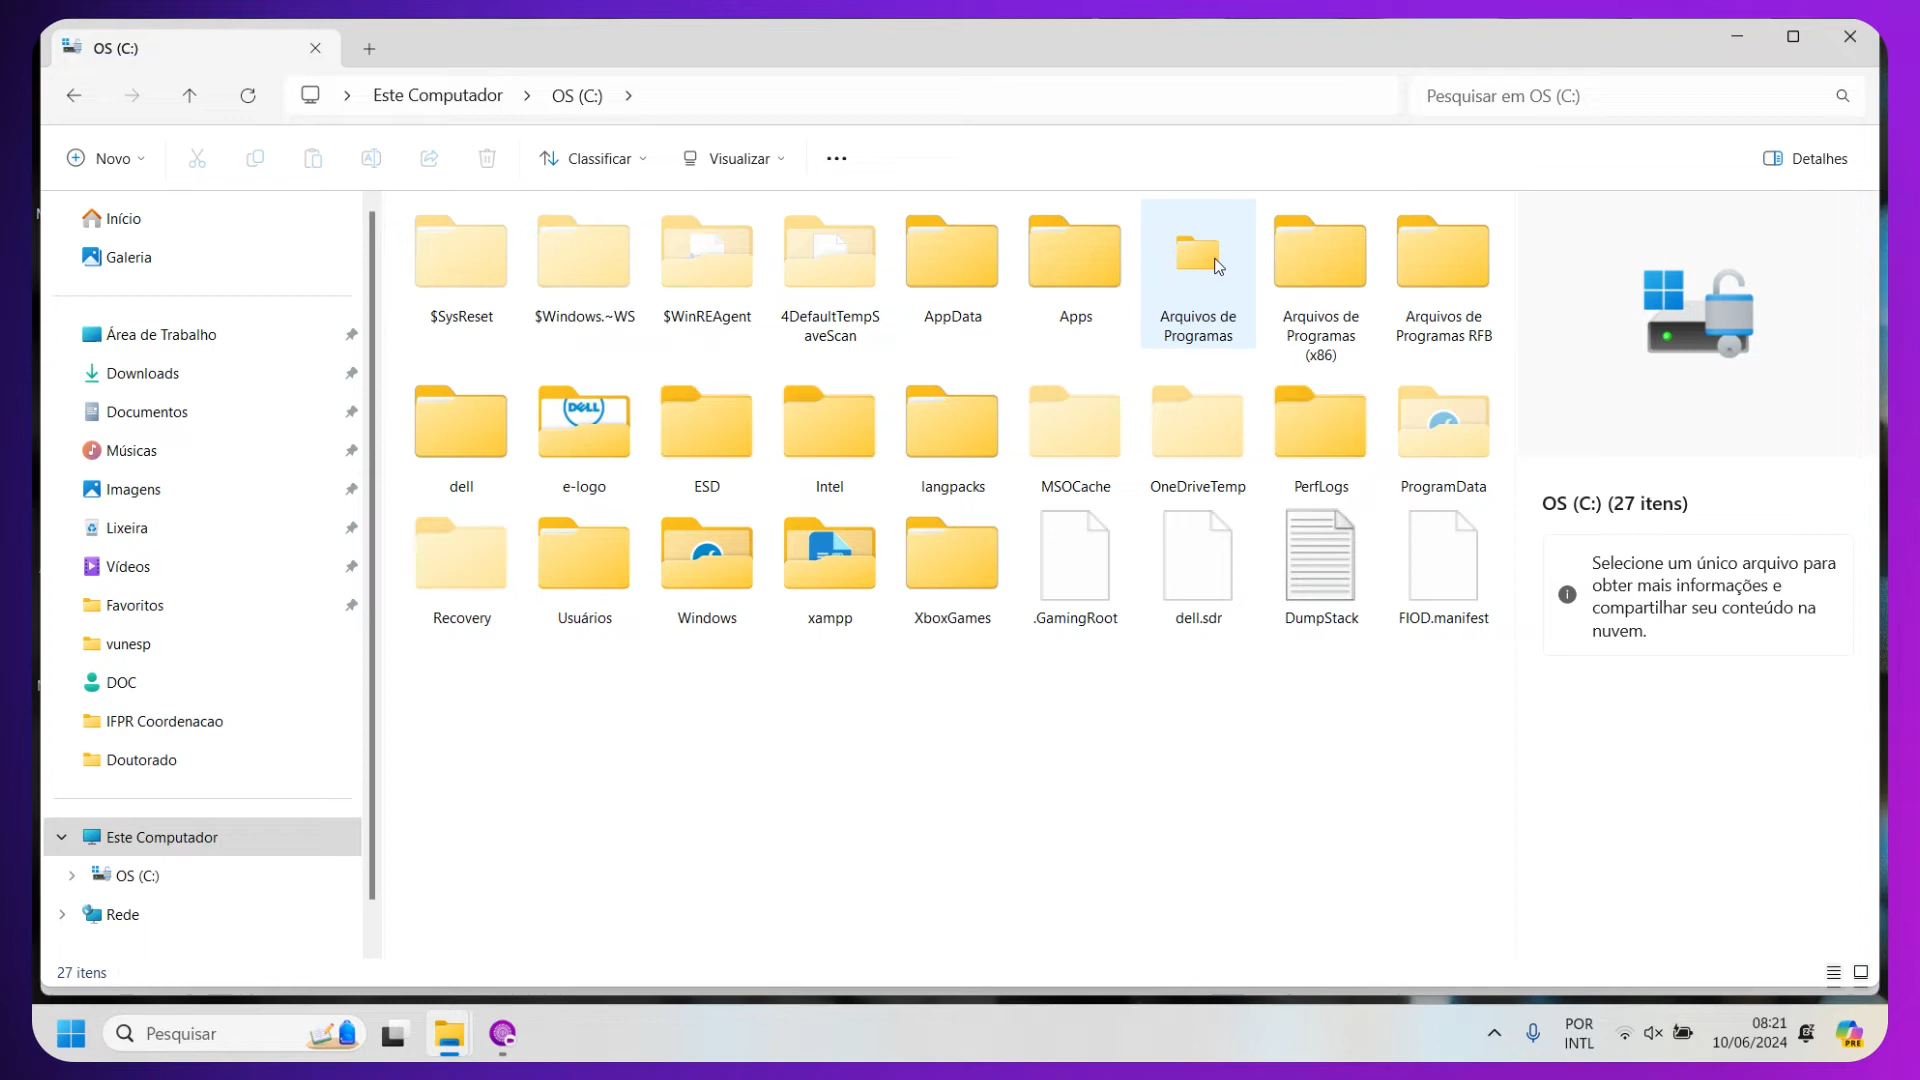 OS (C:)
Este Computador
OS (C:)
Pesquisar em OS (C:)
Novo
Classificar
Visualizar
Detalhes
Início
Galeria
Área de Trabalho
Downloads
Documentos
Músicas
Imagens
Lixeira
Vídeos
Favoritos
vunesp
DOC
IFPR Coordenacao
Doutorado
Este Computador
OS (C:)
Rede
$SysReset
$Windows.~WS
$WinREAgent
4DefaultTempS
aveScan
AppData
Apps
Arquivos de
Programas
Arquivos de
Programas
(x86)
Arquivos de
Programas RFB
dell
DELL
e-logo
ESD
Intel
langpacks
MSOCache
OneDriveTemp
PerfLogs
ProgramData
Recovery
Usuários
Windows
xampp
XboxGames
.GamingRoot
dell.sdr
DumpStack
FIOD.manifest
OS (C:) (27 itens)
Selecione um único arquivo para
obter mais informações e
compartilhar seu conteúdo na
nuvem.
27 itens
Pesquisar
POR
INTL
08:21
10/06/2024
PRE